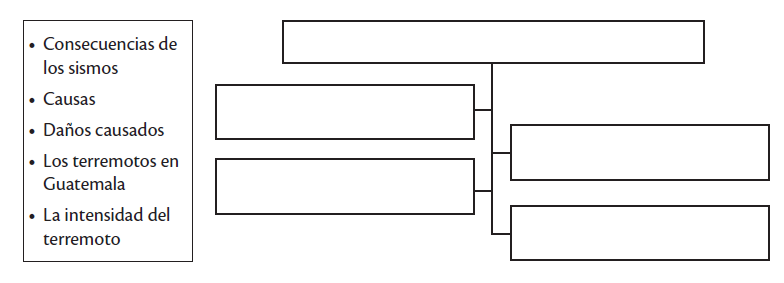 • Consecuencias de
los sismos
• Causas
• Daños causados
• Los terremotos en
Guatemala
• La intensidad del
terremoto